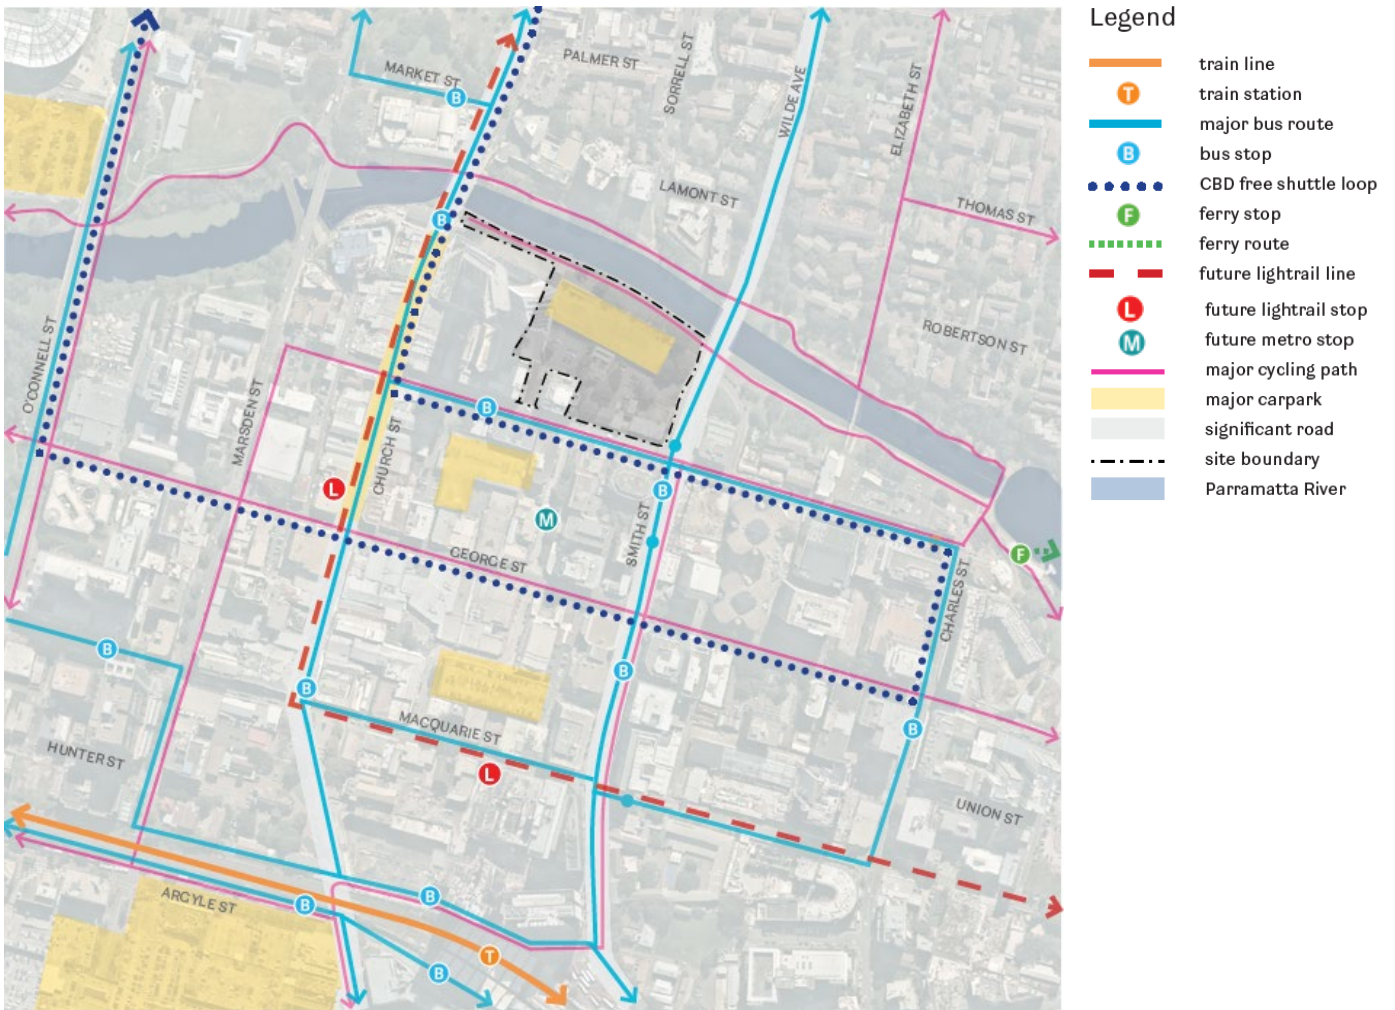 Legend
train line
T
train station
major bus route
B
bus stop
CBD free shuttle loop
F
ferry stop
ferry route
future lightrail line
L
future lightrail stop
M
future metro stop
major cycling path
major carpark
significant road
site boundary
Parramatta River
PALMER ST
SORRELL ST
MARKET ST
B
WILDE AVE
ELIZABETH ST
LAMONT ST
THOMAS ST
B
ROBERTSON ST
O'CONNELL ST
MARSDEN ST
CHURCH ST
B
L
B
M
SMITH ST
GEORGE ST
F
CHARLES ST
B
B
B
MACQUARIE ST
B
HUNTER ST
L
UNION ST
ARGYLE ST
B
B
T
B